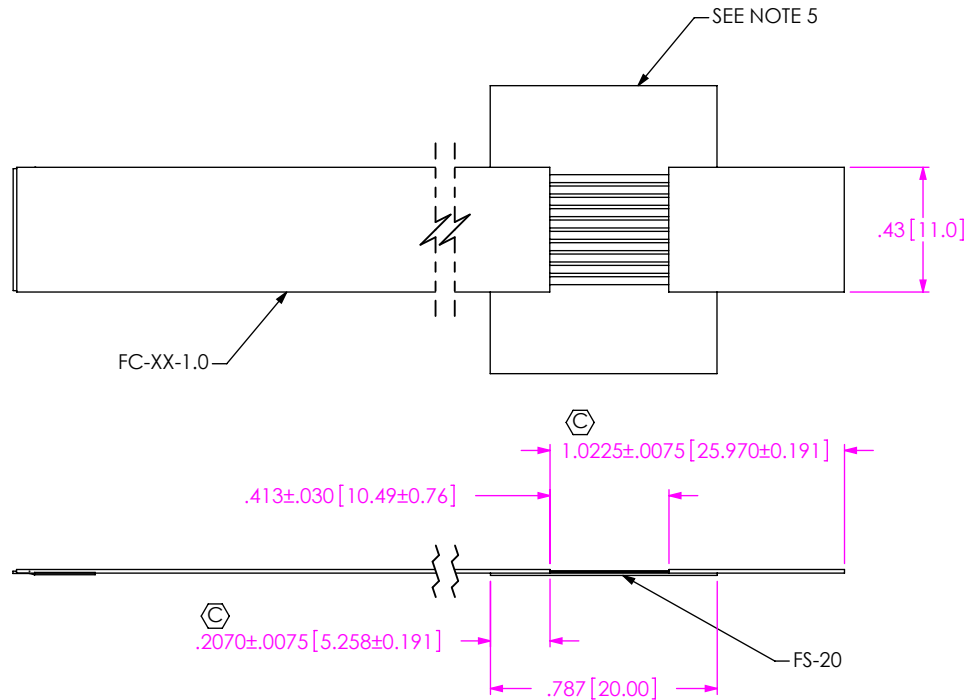 SEE NOTE 5
.43 [11.0]
FC-XX-1.0
C
1.0225±.0075 [25.970±0.191]
.413±.030 [10.49±0.76]
C
.2070±.0075 [5.258±0.191]
FS-20
.787 [20.00]